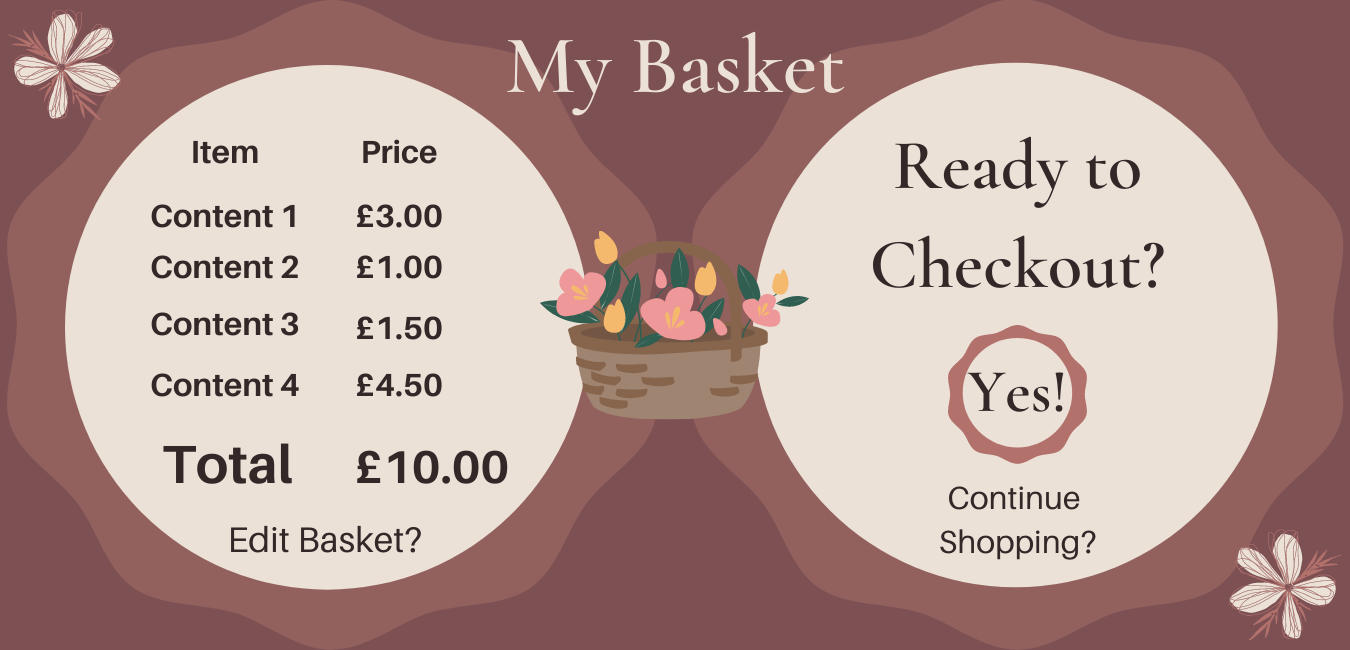 My Basket
Item Price
Content 1 £3.00
Content 2 £1.00
Content 3 £1.50
Content 4 £4.50
Total £10.00
Edit Basket?
Ready to
Checkout?
Yes!
Continue
Shopping?